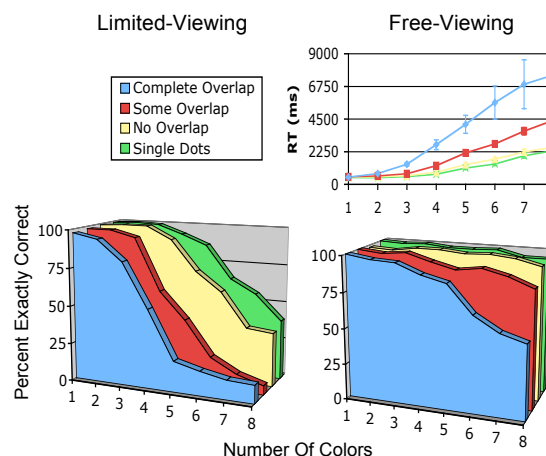 Limited-Viewing
Free-Viewing
Complete Overlap
Some Overlap
No Overlap
Single Dots
RT (ms)
9000
6750
4500
2250
0
1 2 3 4 5 6 7
Percent Exactly Correct
100
75
50
25
0
1 2 3 4 5 6 7 8
100
75
50
25
0
1 2 3 4 5 6 7 8
Number Of Colors